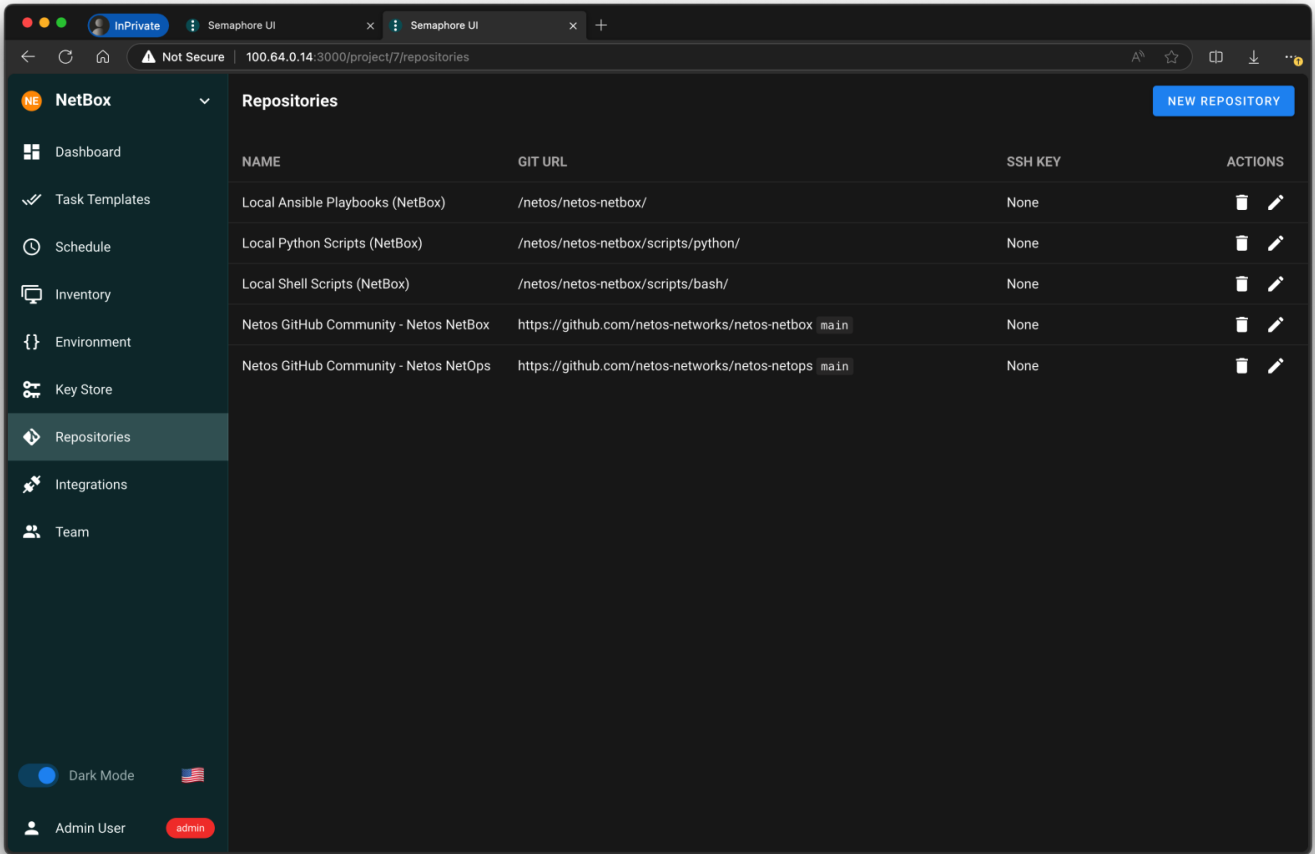 InPrivate
Semaphore UI
Semaphore UI
Not Secure
100.64.0.14:3000/project/7/repositories
NE
NetBox
Dashboard
Task Templates
Schedule
Inventory
Environment
Key Store
Repositories
Integrations
Team
Dark Mode
Admin User
admin
Repositories
NEW REPOSITORY
NAME GIT URL SSH KEY ACTIONS
Local Ansible Playbooks (NetBox) /netos/netos-netbox/ None
Local Python Scripts (NetBox) /netos/netos-netbox/scripts/python/ None
Local Shell Scripts (NetBox) /netos/netos-netbox/scripts/bash/ None
Netos GitHub Community - Netos NetBox https://github.com/netos-networks/netos-netbox main None
Netos GitHub Community - Netos NetOps https://github.com/netos-networks/netos-netops main None